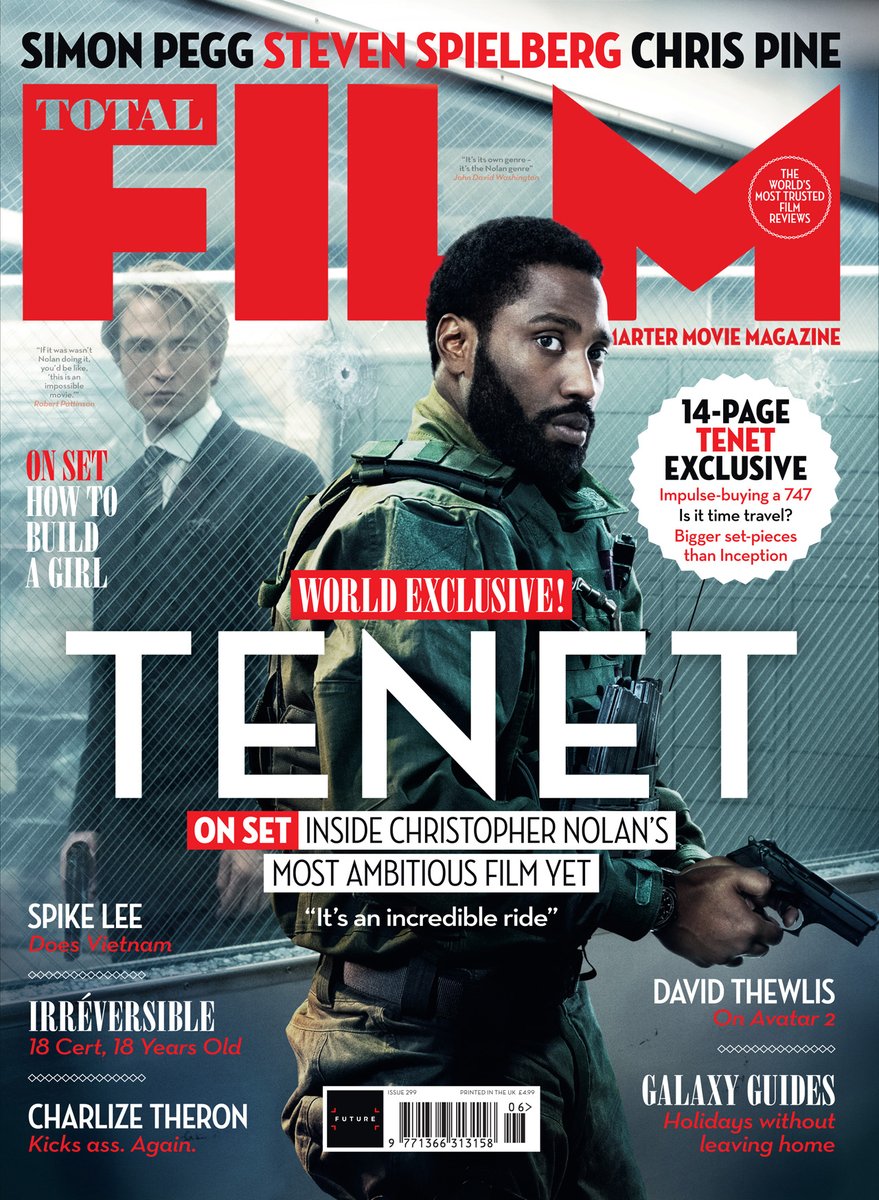 SIMON PEGG STEVEN SPIELBERG CHRIS PINE
TOTAL
FILM
"It's its own genre –
it's the Nolan genre"
John David Washington
THE
WORLD'S
MOST TRUSTED
FILM
REVIEWS
MARTER MOVIE MAGAZINE
"If it was wasn't
Nolan doing it,
you'd be like,
'this is an
impossible
movie.'"
Robert Pattinson
14-PAGE
TENET
EXCLUSIVE
Impulse-buying a 747
Is it time travel?
Bigger set-pieces
than Inception
ON SET
HOW TO
BUILD
A GIRL
WORLD EXCLUSIVE!
TENET
ON SET INSIDE CHRISTOPHER NOLAN'S
MOST AMBITIOUS FILM YET
"It's an incredible ride"
SPIKE LEE
Does Vietnam
IRRÉVERSIBLE
18 Cert, 18 Years Old
CHARLIZE THERON
Kicks ass. Again.
DAVID THEWLIS
On Avatar 2
GALAXY GUIDES
Holidays without
leaving home
FUTURE
ISSUE 299
PRINTED IN THE UK £4.99
06>
9 771366 313158